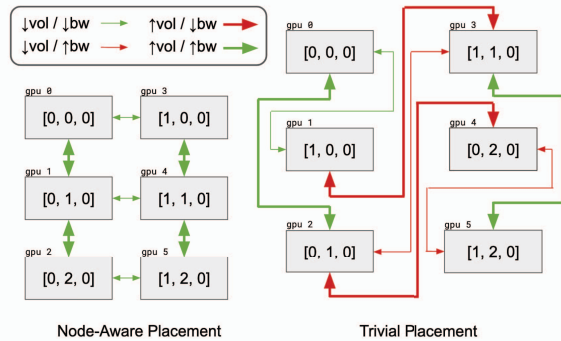 ↓vol / ↓bw ↑vol / ↓bw
↓vol / ↑bw ↑vol / ↑bw
gpu 0
[0, 0, 0]
gpu 3
[1, 0, 0]
gpu 1
[0, 1, 0]
gpu 4
[1, 1, 0]
gpu 2
[0, 2, 0]
gpu 5
[1, 2, 0]
Node-Aware Placement
gpu 0
[0, 0, 0]
gpu 3
[1, 1, 0]
gpu 1
[1, 0, 0]
gpu 4
[0, 2, 0]
gpu 2
[0, 1, 0]
gpu 5
[1, 2, 0]
Trivial Placement